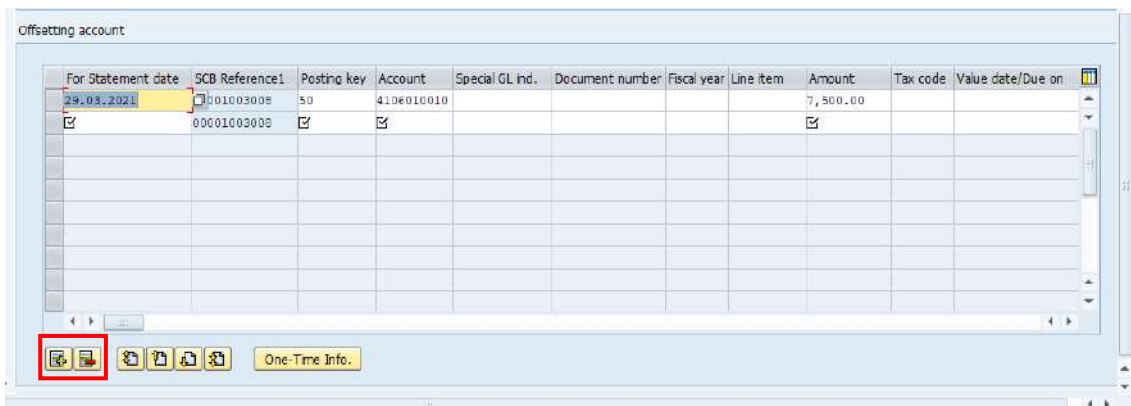 Offsetting account
For Statement date SCB Reference1 Posting key Account Special GL ind. Document number Fiscal year Line item Amount Tax code Value date/Due on
29.03.2021 001003008 50 4106010010 7,500.00
00001003008
One-Time Info.